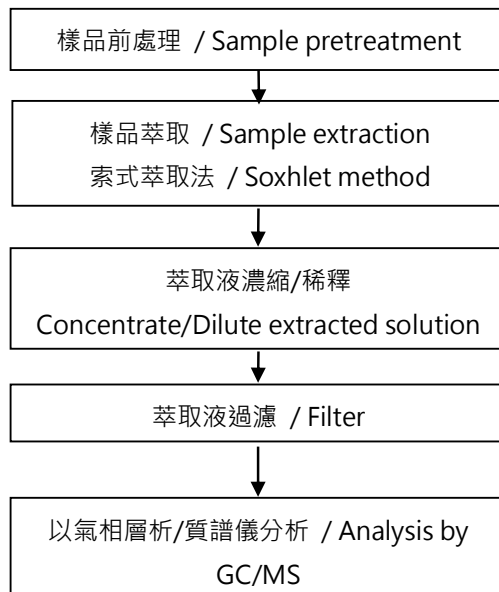 樣品前處理 / Sample pretreatment
樣品萃取 / Sample extraction
索式萃取法 / Soxhlet method
萃取液濃縮/稀釋
Concentrate/Dilute extracted solution
萃取液過濾 / Filter
以氣相層析/質譜儀分析 / Analysis by
GC/MS